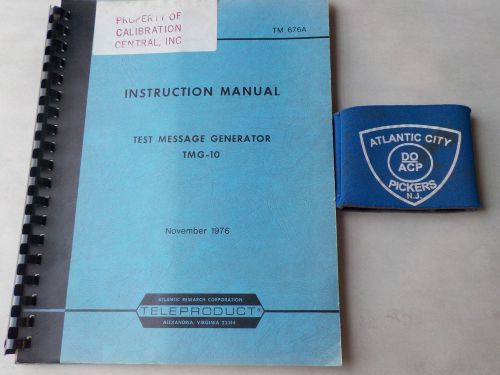 PROPERTY OF
CALIBRATION
CENTRAL, INC
TM 676A
INSTRUCTION MANUAL
TEST MESSAGE GENERATOR
TMG-10
November 1976
ATLANTIC RESEARCH CORPORATION
TELEPRODUCT®
ALEXANDRIA, VIRGINIA 22314
ATLANTIC CITY
DO
ACP
PICKERS
N.J.